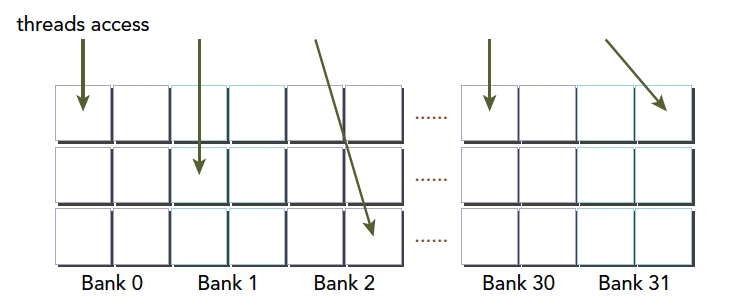 threads access
......
......
......
Bank 0 Bank 1 Bank 2 Bank 30 Bank 31